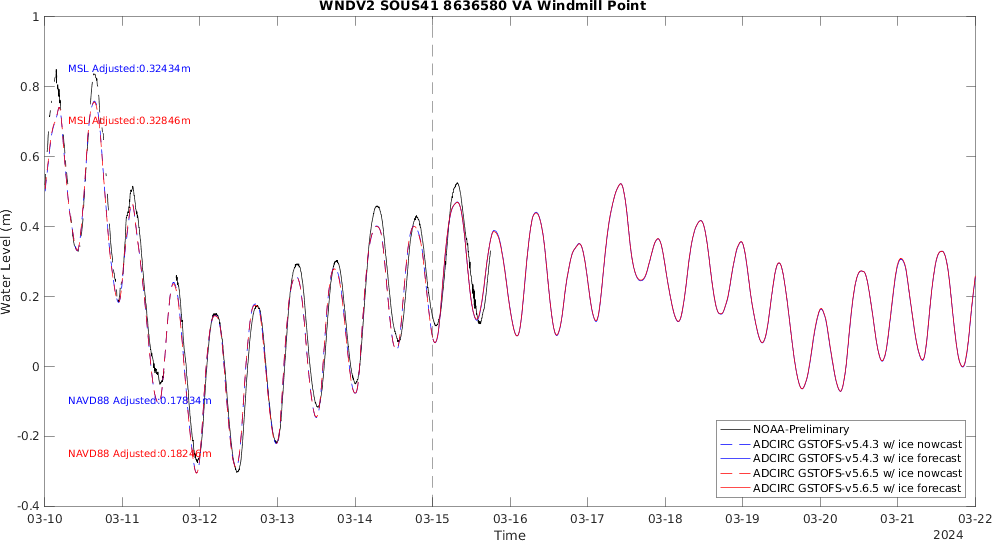 WNDV2 SOUS41 8636580 VA Windmill Point
1
0.8
0.6
0.4
0.2
0
-0.2
-0.4
Water Level (m)
MSL Adjusted:0.32434m
MSL Adjusted:0.32846m
NAVD88 Adjusted:0.17834m
NAVD88 Adjusted:0.18246m
NOAA-Preliminary
ADCIRC GSTOFS-v5.4.3 w/ ice nowcast
ADCIRC GSTOFS-v5.4.3 w/ ice forecast
ADCIRC GSTOFS-v5.6.5 w/ ice nowcast
ADCIRC GSTOFS-v5.6.5 w/ ice forecast
03-10 03-11 03-12 03-13 03-14 03-15 03-16 03-17 03-18 03-19 03-20 03-21 03-22
Time
2024